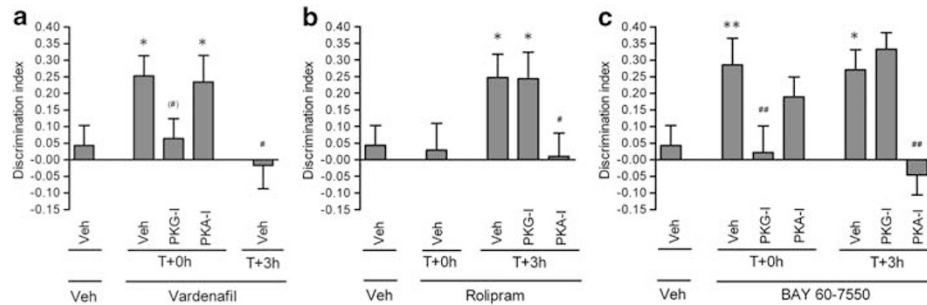 a
Discrimination index
0.40
0.35
0.30
0.25
0.20
0.15
0.10
0.05
-0.00
-0.05
-0.10
-0.15
* (#) * #
Veh Veh PKG-I PKA-I Veh
T+0h T+3h
Veh Vardenafil
b
Discrimination index
0.40
0.35
0.30
0.25
0.20
0.15
0.10
0.05
-0.00
-0.05
-0.10
-0.15
* * #
Veh Veh Veh PKG-I PKA-I
T+0h T+3h
Veh Rolipram
c
Discrimination index
0.40
0.35
0.30
0.25
0.20
0.15
0.10
0.05
-0.00
-0.05
-0.10
-0.15
** ## * ##
Veh Veh PKG-I PKA-I Veh PKG-I PKA-I
T+0h T+3h
Veh BAY 60-7550